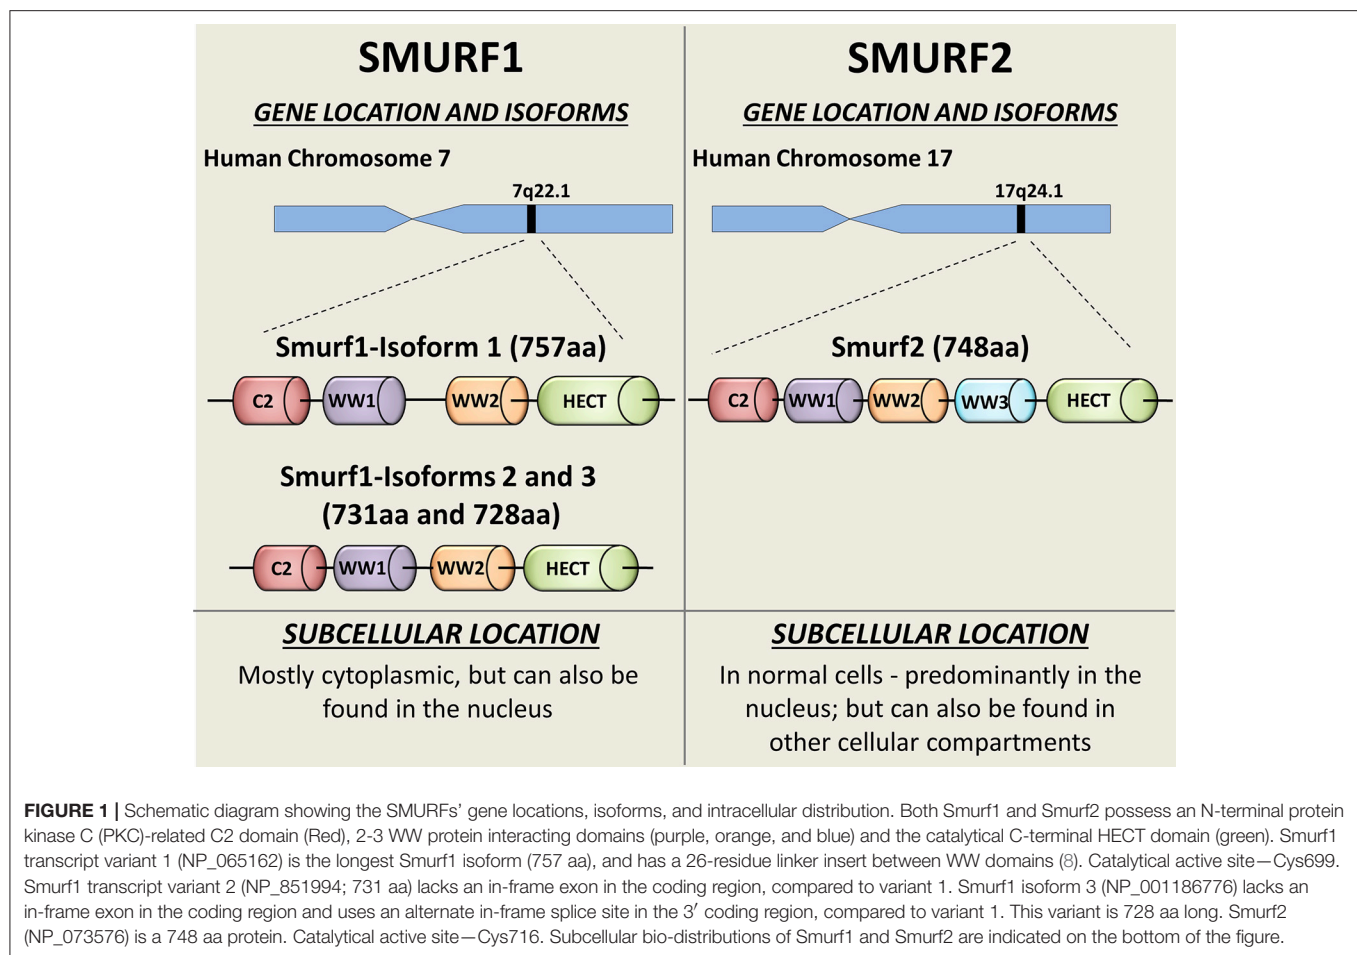 SMURF1
GENE LOCATION AND ISOFORMS
Human Chromosome 7
7q22.1
Smurf1-Isoform 1 (757aa)
C2 WW1 WW2 HECT
Smurf1-Isoforms 2 and 3
(731aa and 728aa)
C2 WW1 WW2 HECT
SUBCELLULAR LOCATION
Mostly cytoplasmic, but can also be
found in the nucleus
SMURF2
GENE LOCATION AND ISOFORMS
Human Chromosome 17
17q24.1
Smurf2 (748aa)
C2 WW1 WW2 WW3 HECT
SUBCELLULAR LOCATION
In normal cells - predominantly in the
nucleus; but can also be found in
other cellular compartments
FIGURE 1 | Schematic diagram showing the SMURFs' gene locations, isoforms, and intracellular distribution. Both Smurf1 and Smurf2 possess an N-terminal protein
kinase C (PKC)-related C2 domain (Red), 2-3 WW protein interacting domains (purple, orange, and blue) and the catalytical C-terminal HECT domain (green). Smurf1
transcript variant 1 (NP_065162) is the longest Smurf1 isoform (757 aa), and has a 26-residue linker insert between WW domains (8). Catalytical active site—Cys699.
Smurf1 transcript variant 2 (NP_851994; 731 aa) lacks an in-frame exon in the coding region, compared to variant 1. Smurf1 isoform 3 (NP_001186776) lacks an
in-frame exon in the coding region and uses an alternate in-frame splice site in the 3′ coding region, compared to variant 1. This variant is 728 aa long. Smurf2
(NP_073576) is a 748 aa protein. Catalytical active site—Cys716. Subcellular bio-distributions of Smurf1 and Smurf2 are indicated on the bottom of the figure.